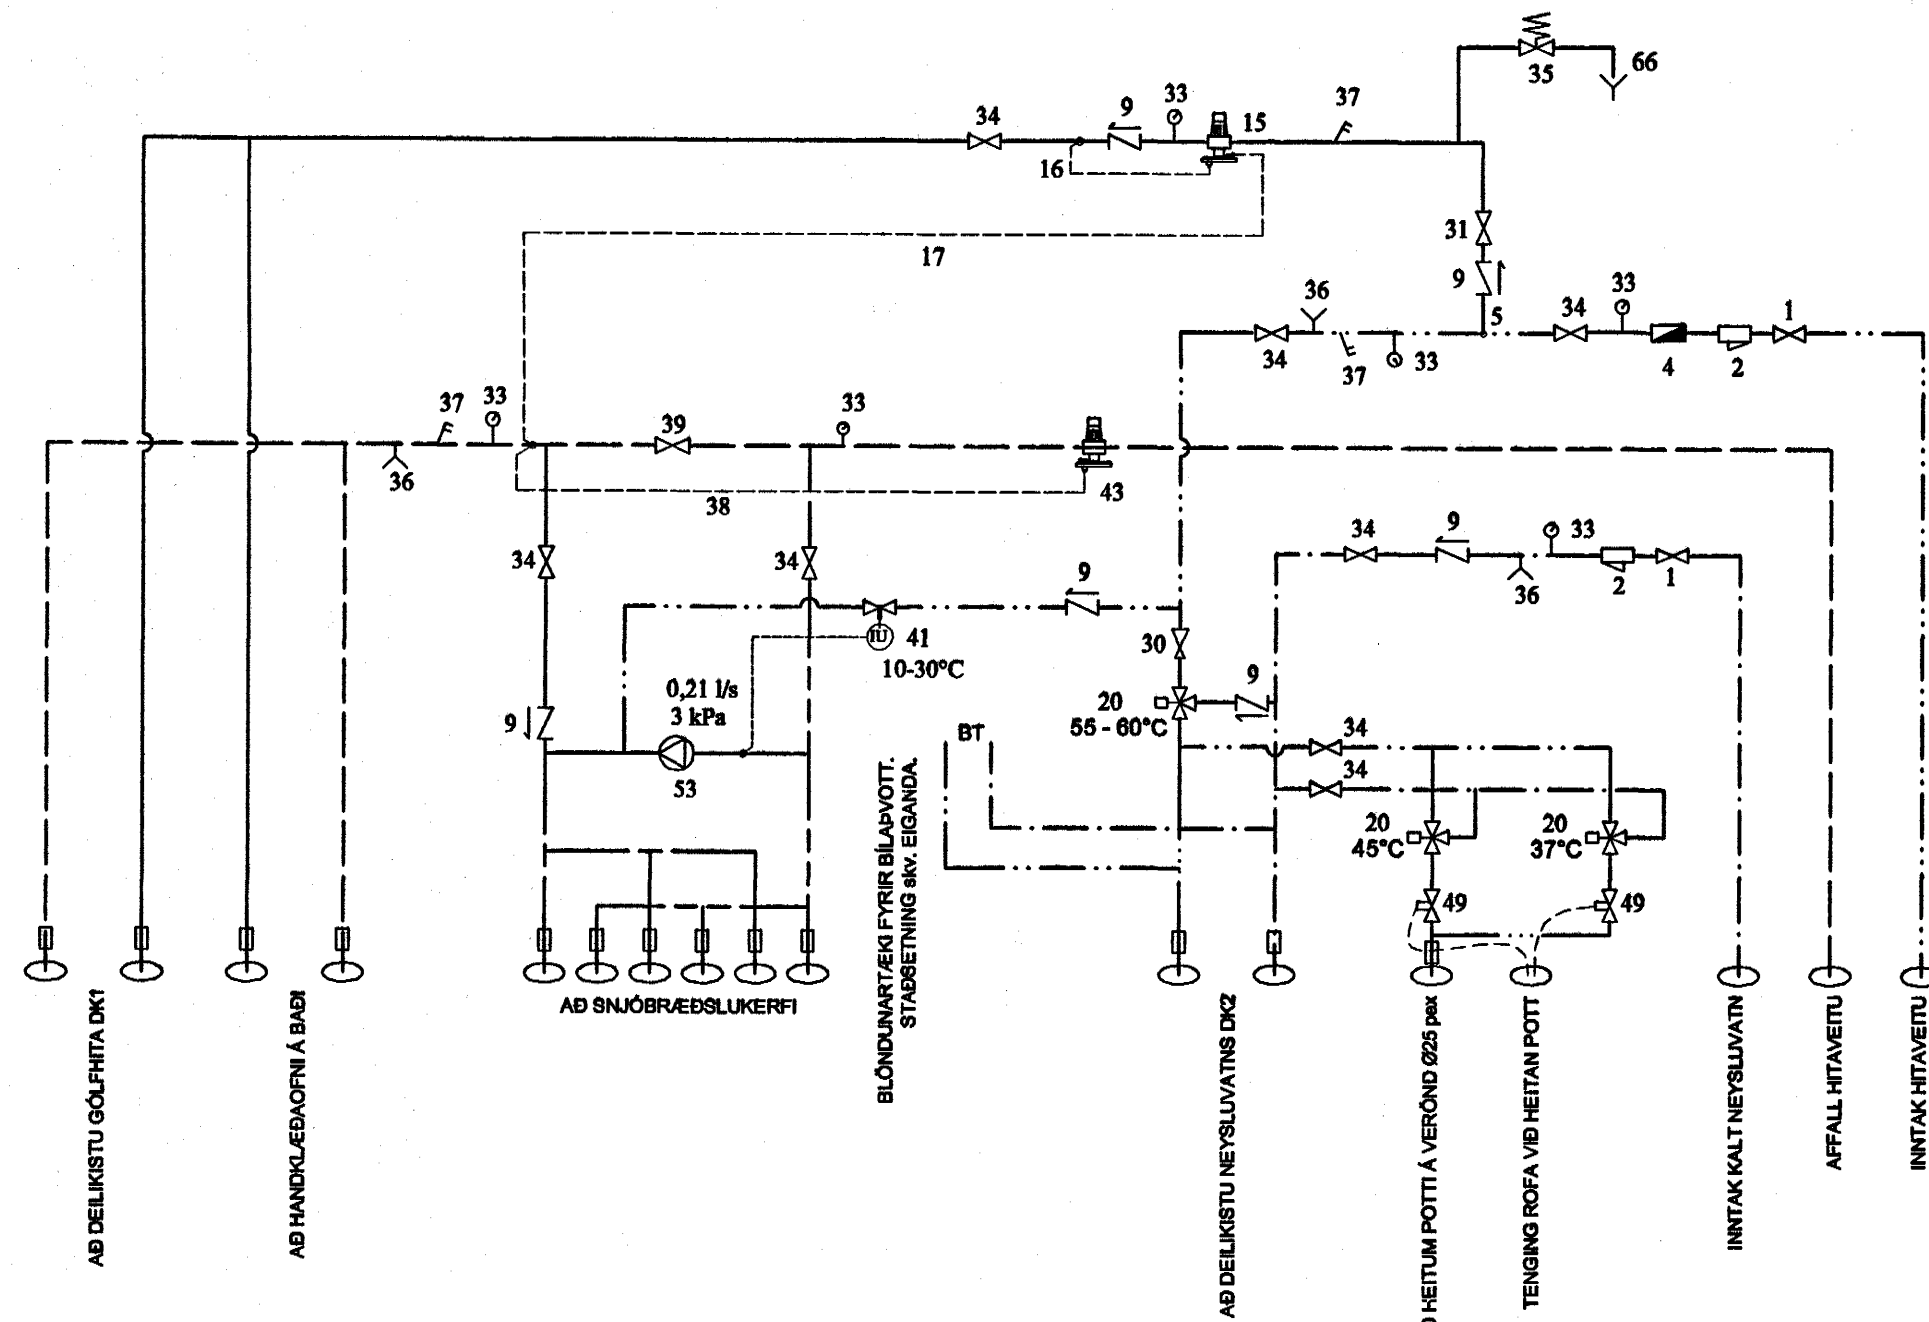 35
66
34
9
33
15
37
16
17
31
9
5
36
34
33
1
34
37
33
4
2
37
33
39
33
36
38
43
34
34
9
41
10-30°C
34
9
33
36
2
1
30
0,21 l/s
3 kPa
9
53
20
55 - 60°C
9
BT
34
34
20
45°C
20
37°C
49
49
AÐ SNJÓBRÆÐSLUKERFI
AÐ DEILIKISTU GÓLFHITA DK1
AÐ HANDKLÆÐAOFNI Á BAÐI
BLÖNDUNARTÆKI FYRIR BÍLAÞVOTT.
STAÐSETNING skv. EIGANDA.
AÐ DEILIKISTU NEYSLUVATNS DK2
HEITUM POTTI Á VERÖND Ø25 pex
TENGING ROFA VIÐ HEITAN POTT
INNTAK KALT NEYSLUVATN
AFFALL HITAVEITU
INNTAK HITAVEITU